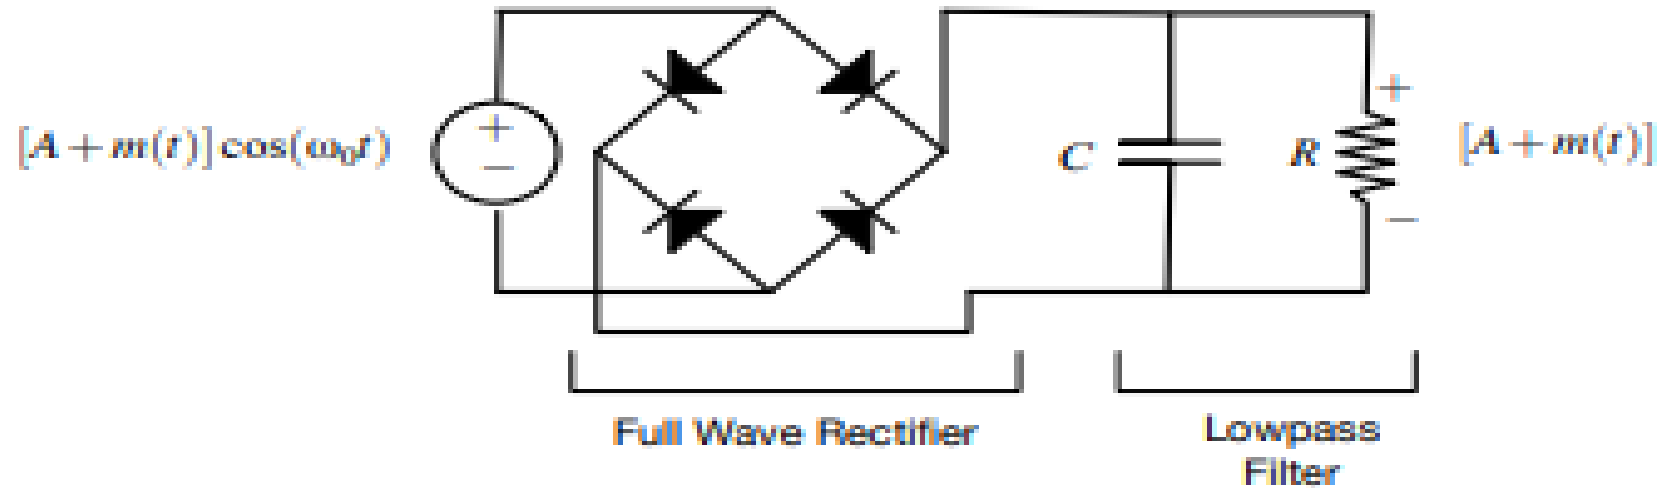 [A + m(t)] cos(ω₀t)
+
−
C
R
+
−
[A + m(t)]
Full Wave Rectifier
Lowpass
Filter